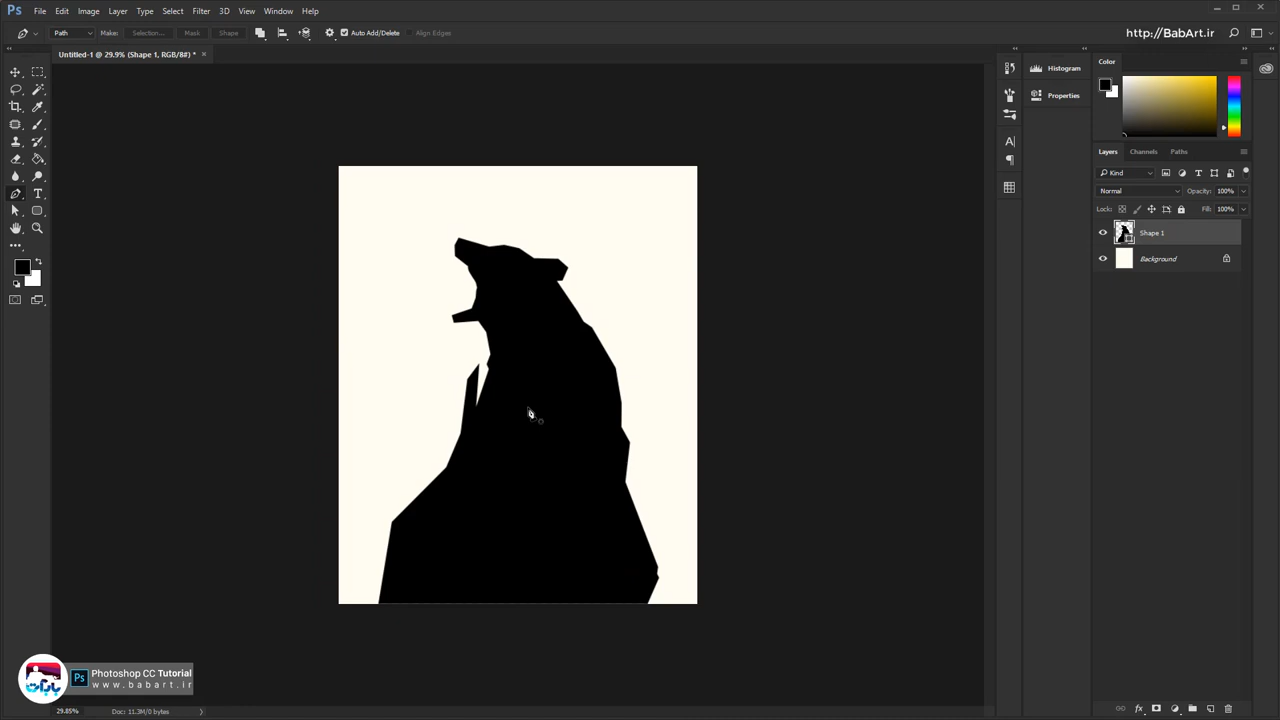 Ps File Edit Image Layer Type Select Filter 3D View Window Help
Path Make: Selection... Mask Shape Auto Add/Delete Align Edges http://BabArt.ir
Untitled-1 @ 29.9% (Shape 1, RGB/8#) * ×
Histogram
Properties
Color
Layers Channels Paths
Kind
Normal Opacity: 100%
Lock: Fill: 100%
Shape 1
Background
باب‌آرت
Ps Photoshop CC Tutorial
www.babart.ir
29.85% Doc: 11.3M/0 bytes